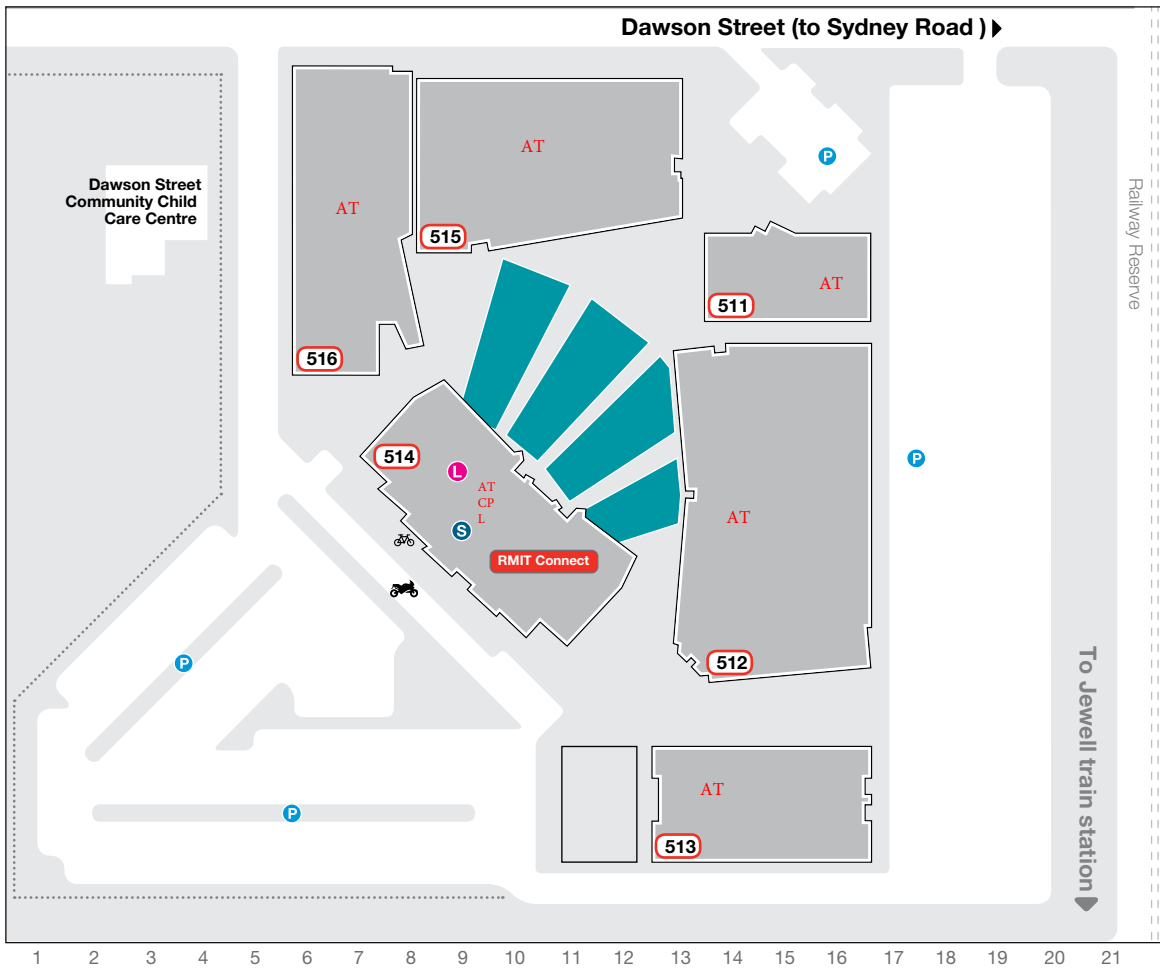 Dawson Street (to Sydney Road )
P
AT
AT
Dawson Street
Community Child
Care Centre
Railway Reserve
515
AT
511
516
514
L
P
AT
CP
L
AT
S
RMIT Connect
P
512
To Jewell train station
AT
P
513
1 2 3 4 5 6 7 8 9 10 11 12 13 14 15 16 17 18 19 20 21